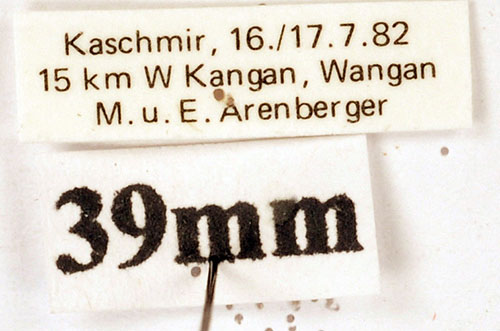 Kaschmir, 16./17.7.82
15 km W Kangan, Wangan
M. u. E. Arenberger
39mm